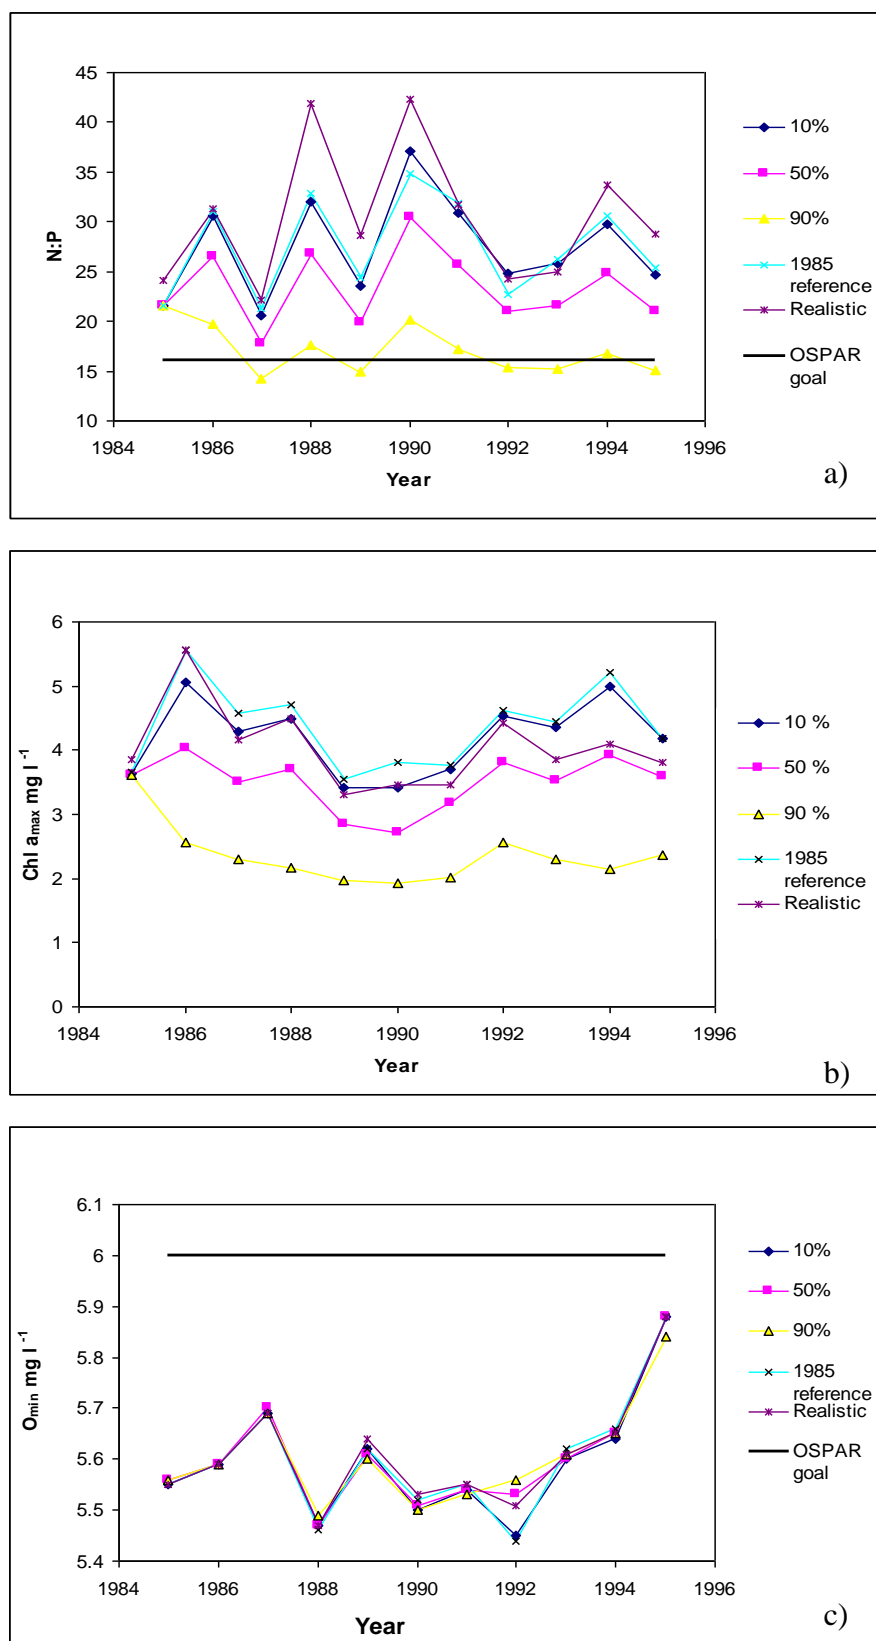 45
40
35
30
25
20
15
10
N:P
1984 1986 1988 1990 1992 1994 1996
Year
10%
50%
90%
1985
reference
Realistic
OSPAR
goal
a)
6
5
4
3
2
1
0
Chl a max mg l -1
1984 1986 1988 1990 1992 1994 1996
Year
10 %
50 %
90 %
1985
reference
Realistic
b)
6.1
6
5.9
5.8
5.7
5.6
5.5
5.4
O min mg l -1
1984 1986 1988 1990 1992 1994 1996
Year
10%
50%
90%
1985
reference
Realistic
OSPAR
goal
c)